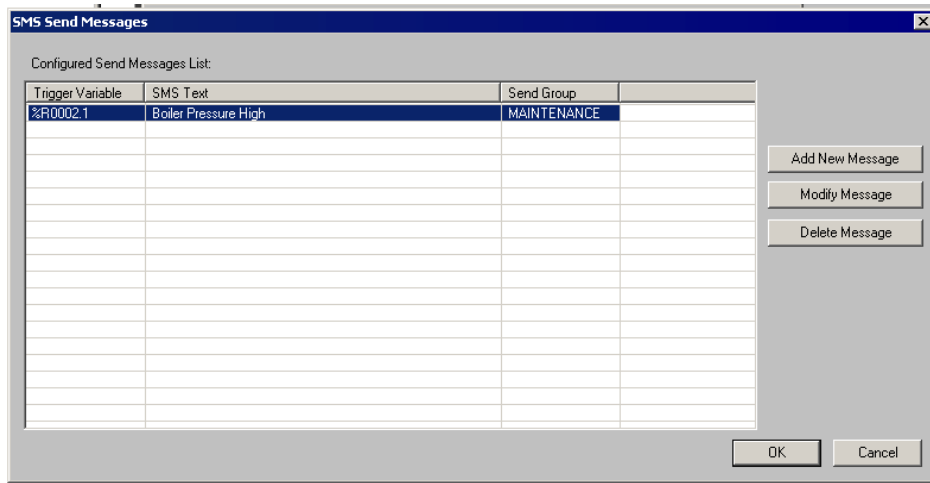 SMS Send Messages
Configured Send Messages List:
Trigger Variable SMS Text Send Group
%R0002.1 Boiler Pressure High MAINTENANCE
Add New Message
Modify Message
Delete Message
OK Cancel